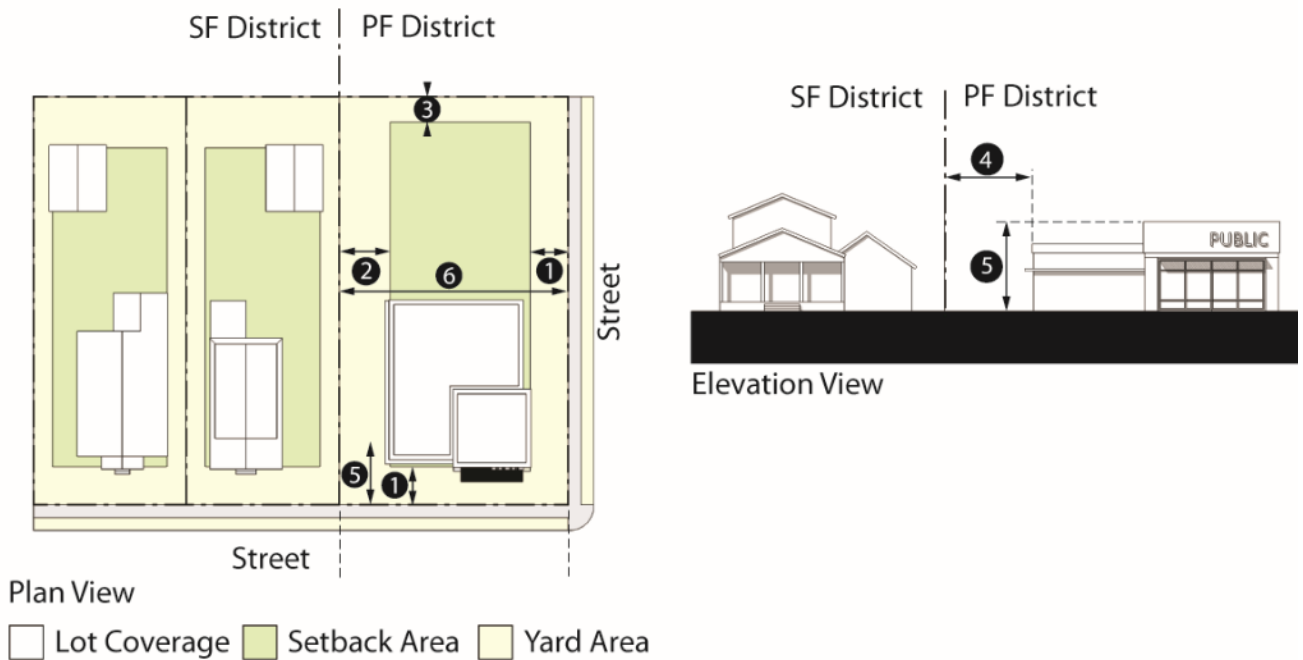 SF District PF District
3
2
6
1
5
1
Street
Street
Plan View
Lot Coverage Setback Area Yard Area
SF District PF District
4
5
PUBLIC
Elevation View